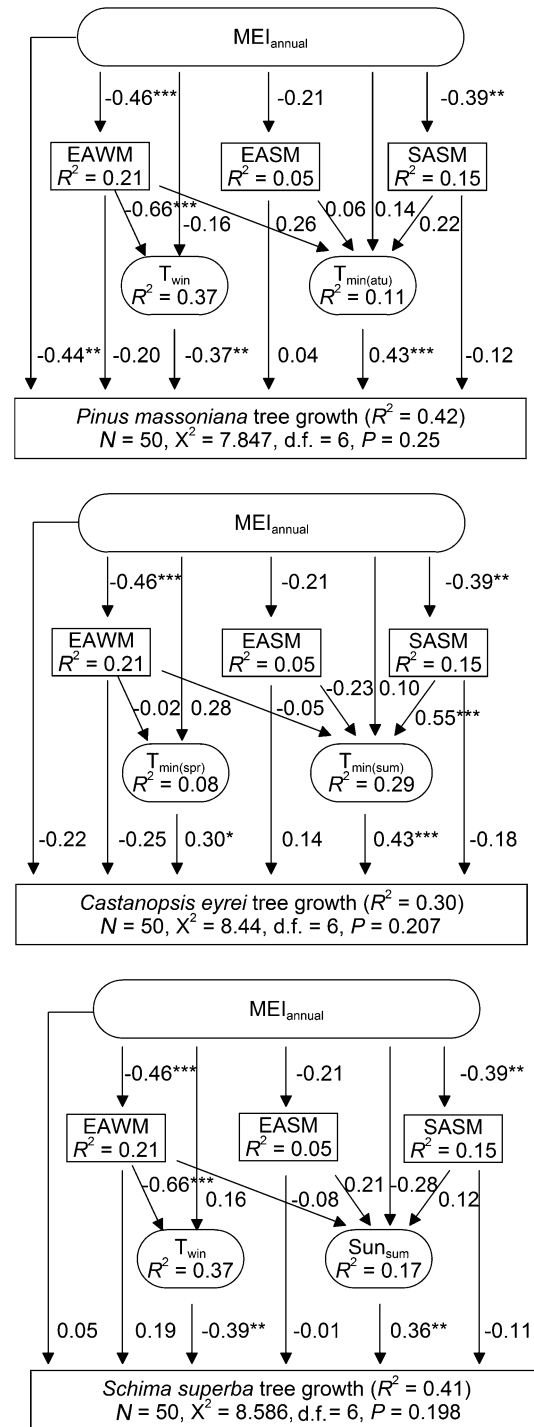 MEIannual
-0.46*** -0.21 -0.39**
EAWM EASM SASM
R² = 0.21 R² = 0.05 R² = 0.15
-0.66*** -0.16 0.26 0.06 0.14 0.22
Twin Tmin(atu)
R² = 0.37 R² = 0.11
-0.44** -0.20 -0.37** 0.04 0.43*** -0.12
Pinus massoniana tree growth (R² = 0.42)
N = 50, X² = 7.847, d.f. = 6, P = 0.25
MEIannual
-0.46*** -0.21 -0.39**
EAWM EASM SASM
R² = 0.21 R² = 0.05 R² = 0.15
-0.02 0.28 -0.05 -0.23 0.10 0.55***
Tmin(spr) Tmin(sum)
R² = 0.08 R² = 0.29
-0.22 -0.25 0.30* 0.14 0.43*** -0.18
Castanopsis eyrei tree growth (R² = 0.30)
N = 50, X² = 8.44, d.f. = 6, P = 0.207
MEIannual
-0.46*** -0.21 -0.39**
EAWM EASM SASM
R² = 0.21 R² = 0.05 R² = 0.15
-0.66*** 0.16 -0.08 0.21 -0.28 0.12
Twin Sunsum
R² = 0.37 R² = 0.17
0.05 0.19 -0.39** -0.01 0.36** -0.11
Schima superba tree growth (R² = 0.41)
N = 50, X² = 8.586, d.f. = 6, P = 0.198